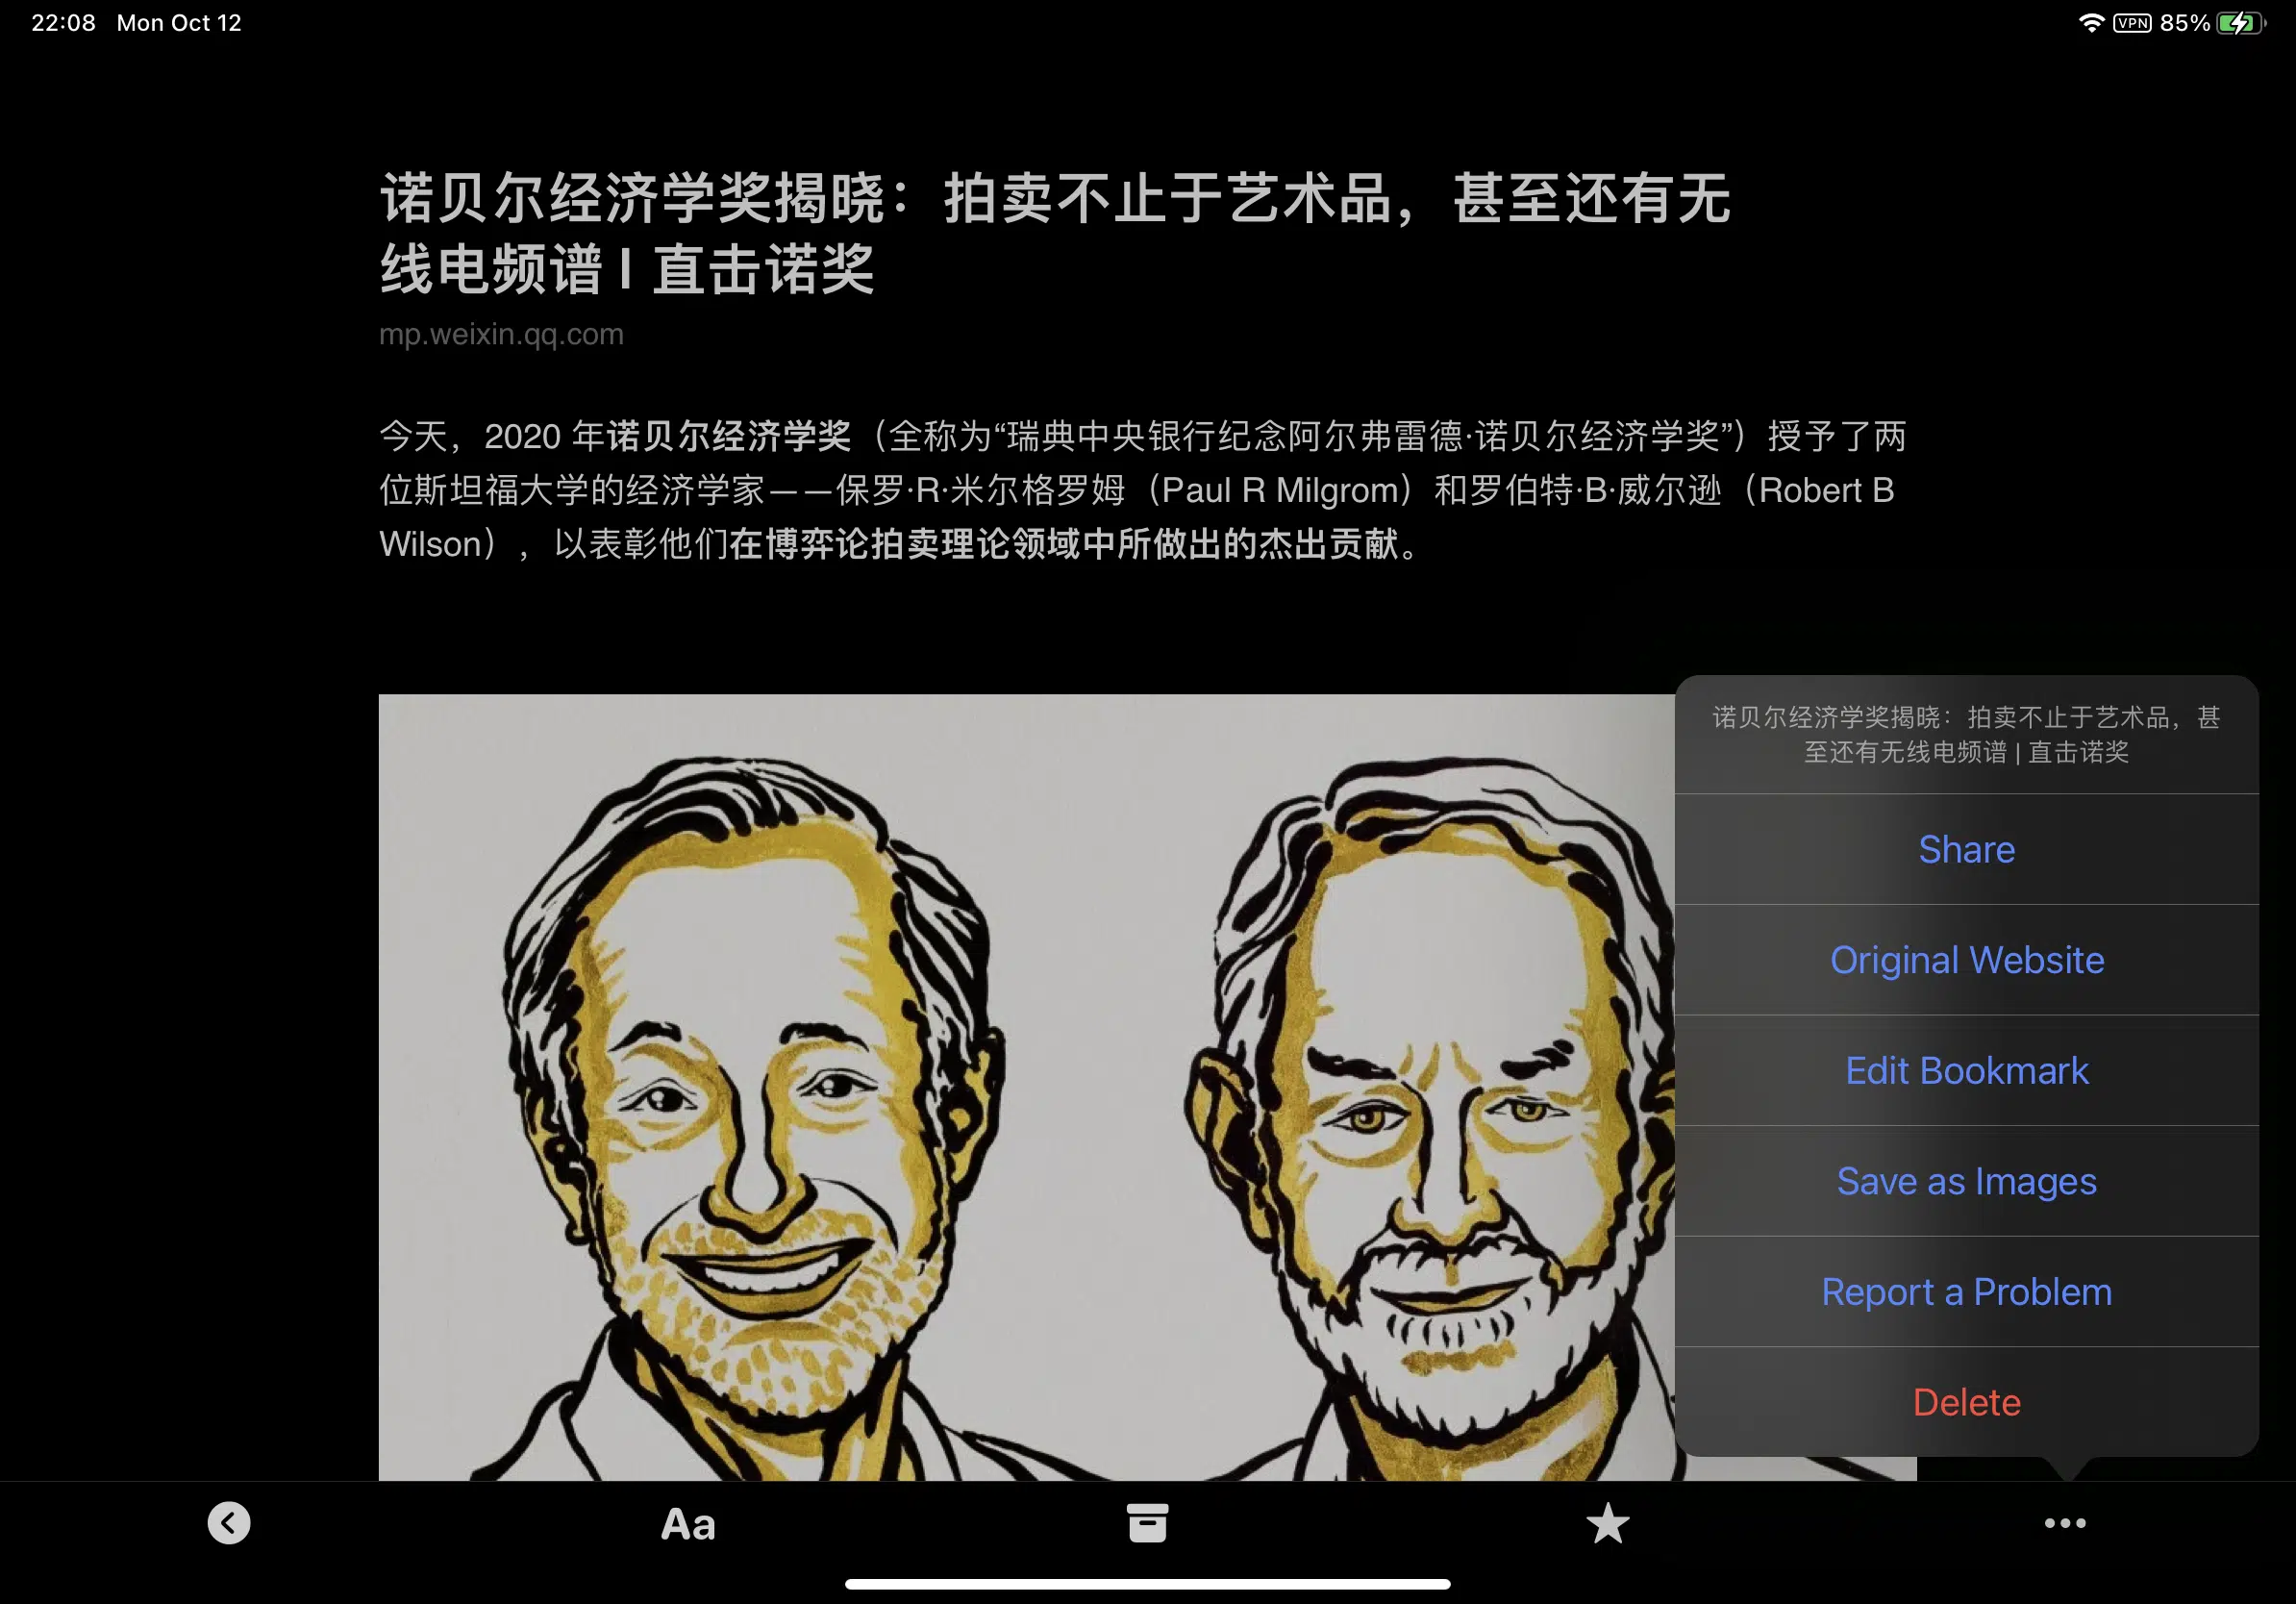 22:08 Mon Oct 12
VPN 85%
诺贝尔经济学奖揭晓：拍卖不止于艺术品，甚至还有无
线电频谱 | 直击诺奖
mp.weixin.qq.com
今天，2020 年诺贝尔经济学奖（全称为“瑞典中央银行纪念阿尔弗雷德·诺贝尔经济学奖”）授予了两
位斯坦福大学的经济学家——保罗·R·米尔格罗姆（Paul R Milgrom）和罗伯特·B·威尔逊（Robert B
Wilson），以表彰他们在博弈论拍卖理论领域中所做出的杰出贡献。
诺贝尔经济学奖揭晓：拍卖不止于艺术品，甚
至还有无线电频谱 | 直击诺奖
Share
Original Website
Edit Bookmark
Save as Images
Report a Problem
Delete
Aa